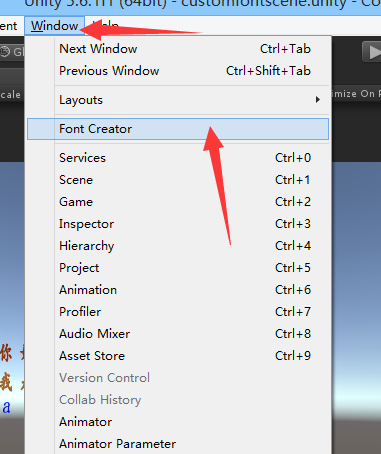 Unity 5.6.1f1 (64bit) - customfontscene.unity - Co
ent Window Help
Gl
cale imize On P
Next Window Ctrl+Tab
Previous Window Ctrl+Shift+Tab
Layouts
Font Creator
Services Ctrl+0
Scene Ctrl+1
Game Ctrl+2
Inspector Ctrl+3
Hierarchy Ctrl+4
Project Ctrl+5
Animation Ctrl+6
Profiler Ctrl+7
Audio Mixer Ctrl+8
Asset Store Ctrl+9
你
Version Control
我
Collab History
a
Animator
Animator Parameter